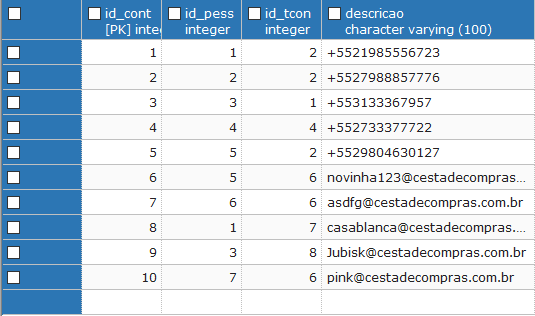 id_cont id_pess id_tcon descricao
[PK] inte integer integer character varying (100)
1 1 2 +5521985556723
2 2 2 +5527988857776
3 3 1 +553133367957
4 4 4 +552733377722
5 5 2 +5529804630127
6 5 6 novinha123@cestadecompras...
7 6 6 asdfg@cestadecompras.com.br
8 1 7 casablanca@cestadecompras....
9 3 8 Jubisk@cestadecompras.com.br
10 7 6 pink@cestadecompras.com.br